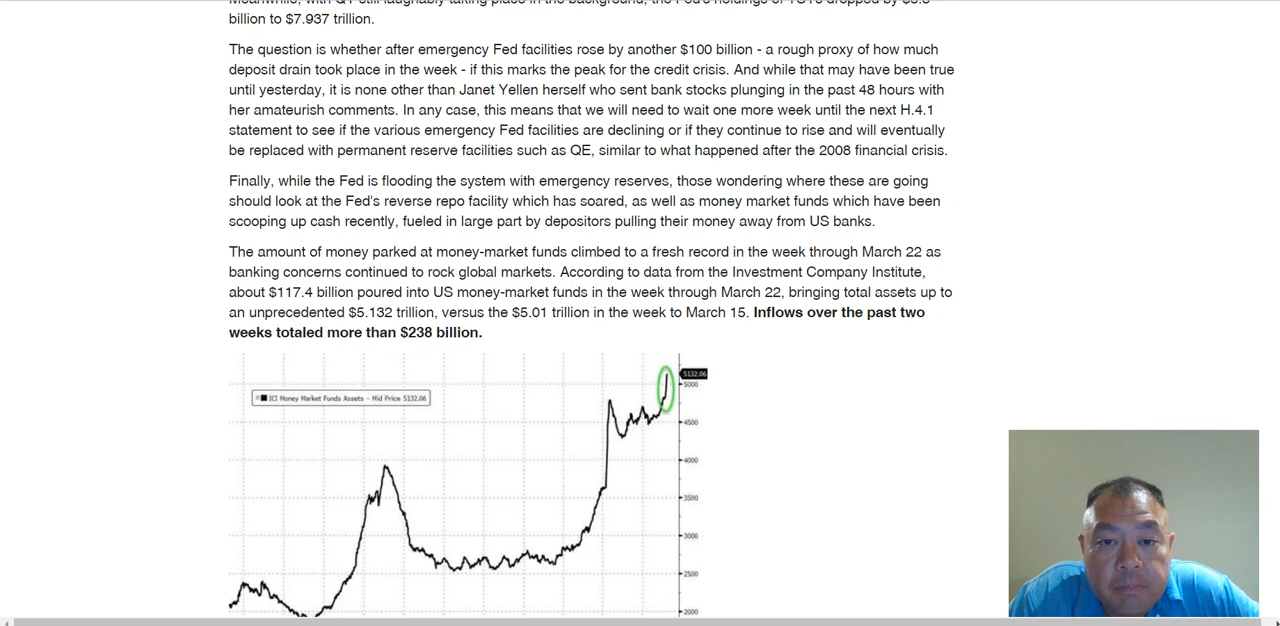 Meanwhile, with QT still laughably taking place in the background, the Fed's holdings of
billion to $7.937 trillion.
The question is whether after emergency Fed facilities rose by another $100 billion - a rough proxy of how much
deposit drain took place in the week - if this marks the peak for the credit crisis. And while that may have been true
until yesterday, it is none other than Janet Yellen herself who sent bank stocks plunging in the past 48 hours with
her amateurish comments. In any case, this means that we will need to wait one more week until the next H.4.1
statement to see if the various emergency Fed facilities are declining or if they continue to rise and will eventually
be replaced with permanent reserve facilities such as QE, similar to what happened after the 2008 financial crisis.
Finally, while the Fed is flooding the system with emergency reserves, those wondering where these are going
should look at the Fed's reverse repo facility which has soared, as well as money market funds which have been
scooping up cash recently, fueled in large part by depositors pulling their money away from US banks.
The amount of money parked at money-market funds climbed to a fresh record in the week through March 22 as
banking concerns continued to rock global markets. According to data from the Investment Company Institute,
about $117.4 billion poured into US money-market funds in the week through March 22, bringing total assets up to
an unprecedented $5.132 trillion, versus the $5.01 trillion in the week to March 15. Inflows over the past two
weeks totaled more than $238 billion.
5132.06
5000
ICI Money Market Funds Assets - Mid Price 5132.06
4500
4000
3500
3000
2500
2000